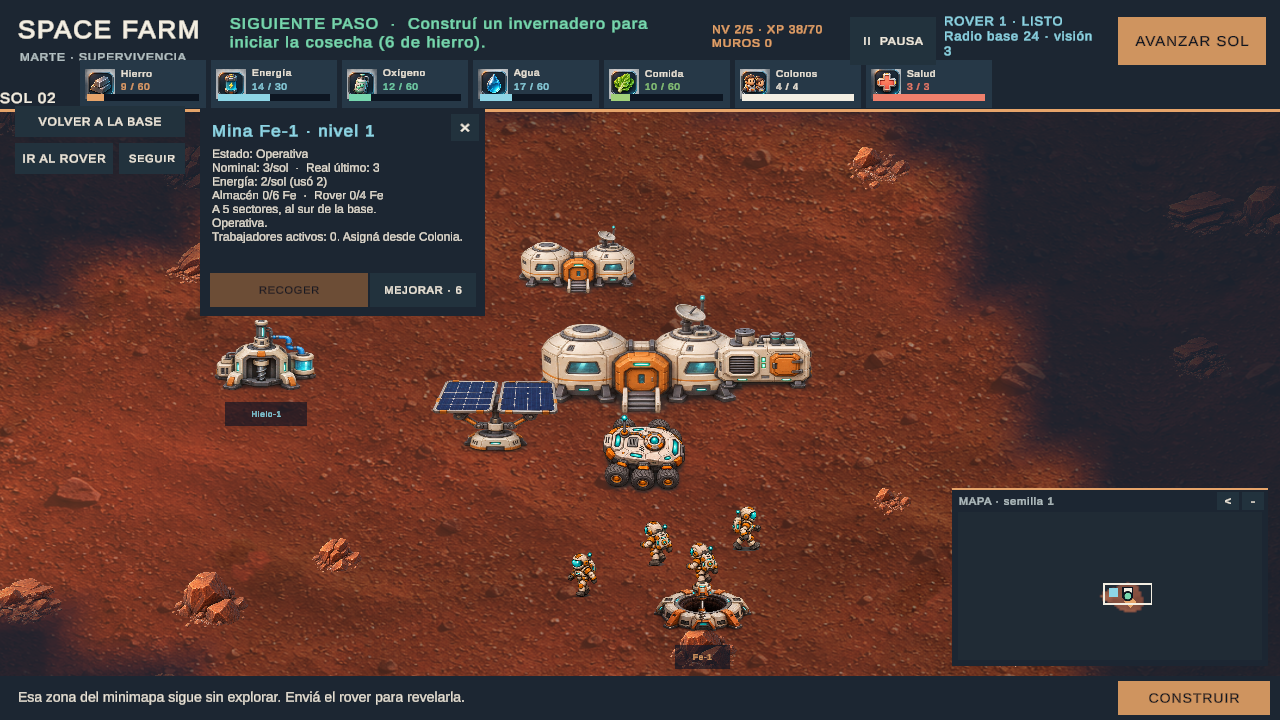 SPACE FARM
MARTE · SUPERVIVENCIA
SIGUIENTE PASO · Construí un invernadero para
iniciar la cosecha (6 de hierro).
NV 2/5 · XP 38/70
MUROS 0
II PAUSA
ROVER 1 · LISTO
Radio base 24 · visión
3
AVANZAR SOL
SOL 02
Hierro
9 / 60
Energía
14 / 30
Oxígeno
12 / 60
Agua
17 / 60
Comida
10 / 60
Colonos
4 / 4
Salud
3 / 3
VOLVER A LA BASE
IR AL ROVER
SEGUIR
Mina Fe-1 · nivel 1
×
Estado: Operativa
Nominal: 3/sol · Real último: 3
Energía: 2/sol (usó 2)
Almacén 0/6 Fe · Rover 0/4 Fe
A 5 sectores, al sur de la base.
Operativa.
Trabajadores activos: 0. Asigná desde Colonia.
RECOGER
MEJORAR · 6
Hielo-1
Fe-1
MAPA · semilla 1
<
-
Esa zona del minimapa sigue sin explorar. Enviá el rover para revelarla.
CONSTRUIR